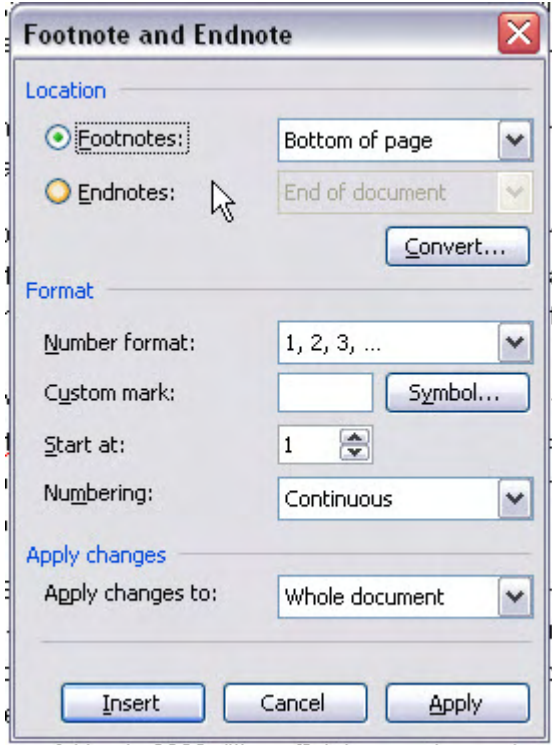 Footnote and Endnote
Location
Footnotes: Bottom of page
Endnotes: End of document
Convert...
Format
Number format: 1, 2, 3, ...
Custom mark: Symbol...
Start at: 1
Numbering: Continuous
Apply changes
Apply changes to: Whole document
Insert Cancel Apply